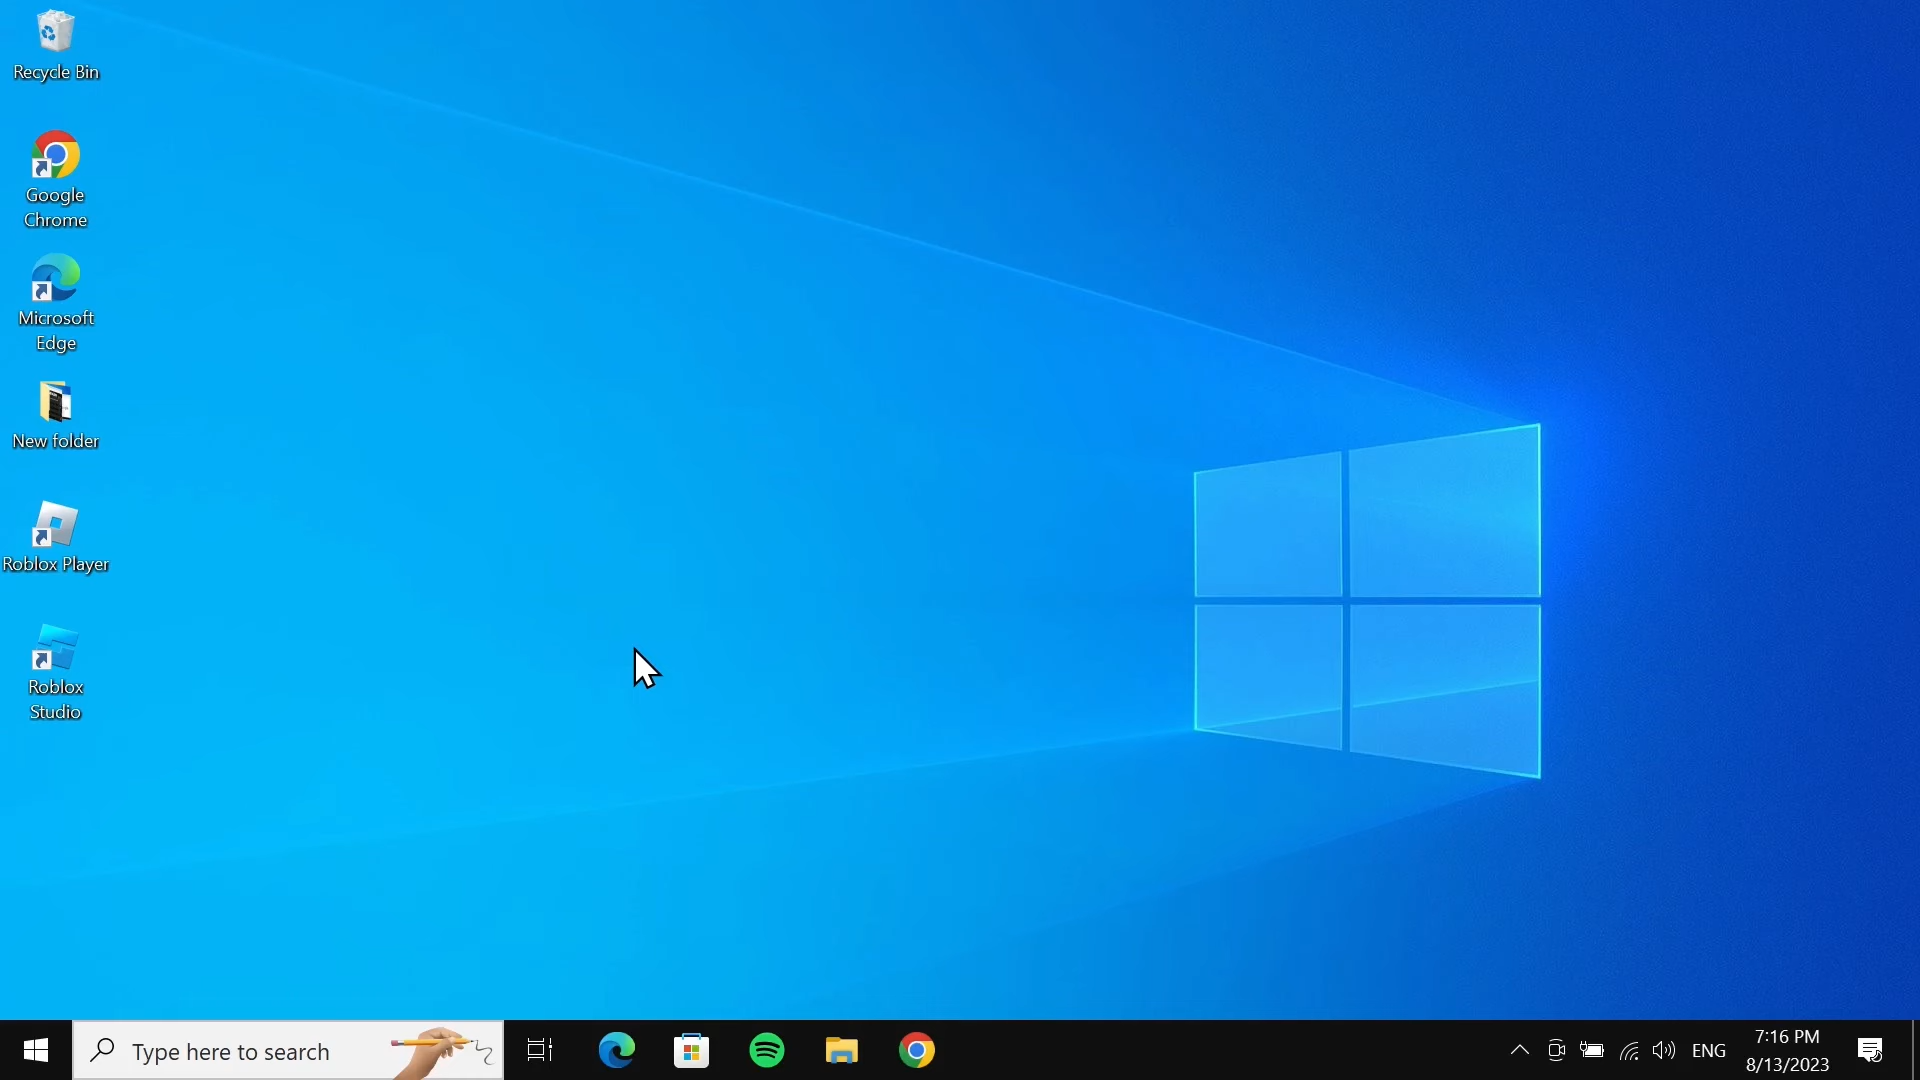 Recycle Bin
Google
Chrome
Microsoft
Edge
New folder
Roblox Player
Roblox
Studio
Type here to search
ENG
7:16 PM
8/13/2023